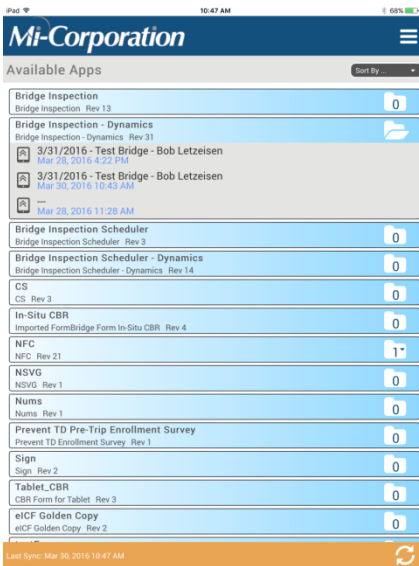 iPad 10:47 AM 68%
Mi-Corporation
Available Apps Sort By ...
Bridge Inspection
Bridge Inspection Rev 13 0
Bridge Inspection - Dynamics
Bridge Inspection - Dynamics Rev 31
3/31/2016 - Test Bridge - Bob Letzeisen
Mar 28, 2016 4:22 PM
3/31/2016 - Test Bridge - Bob Letzeisen
Mar 30, 2016 10:43 AM
---
Mar 28, 2016 11:28 AM
Bridge Inspection Scheduler
Bridge Inspection Scheduler Rev 3 0
Bridge Inspection Scheduler - Dynamics
Bridge Inspection Scheduler - Dynamics Rev 14 0
CS
CS Rev 3 0
In-Situ CBR
Imported FormBridge Form In-Situ CBR Rev 4 0
NFC
NFC Rev 21 1
NSVG
NSVG Rev 1 0
Nums
Nums Rev 1 0
Prevent TD Pre-Trip Enrollment Survey
Prevent TD Enrollment Survey Rev 1 0
Sign
Sign Rev 2 0
Tablet_CBR
CBR Form for Tablet Rev 3 0
eICF Golden Copy
eICF Golden Copy Rev 2 0
Last Sync: Mar 30, 2016 10:47 AM